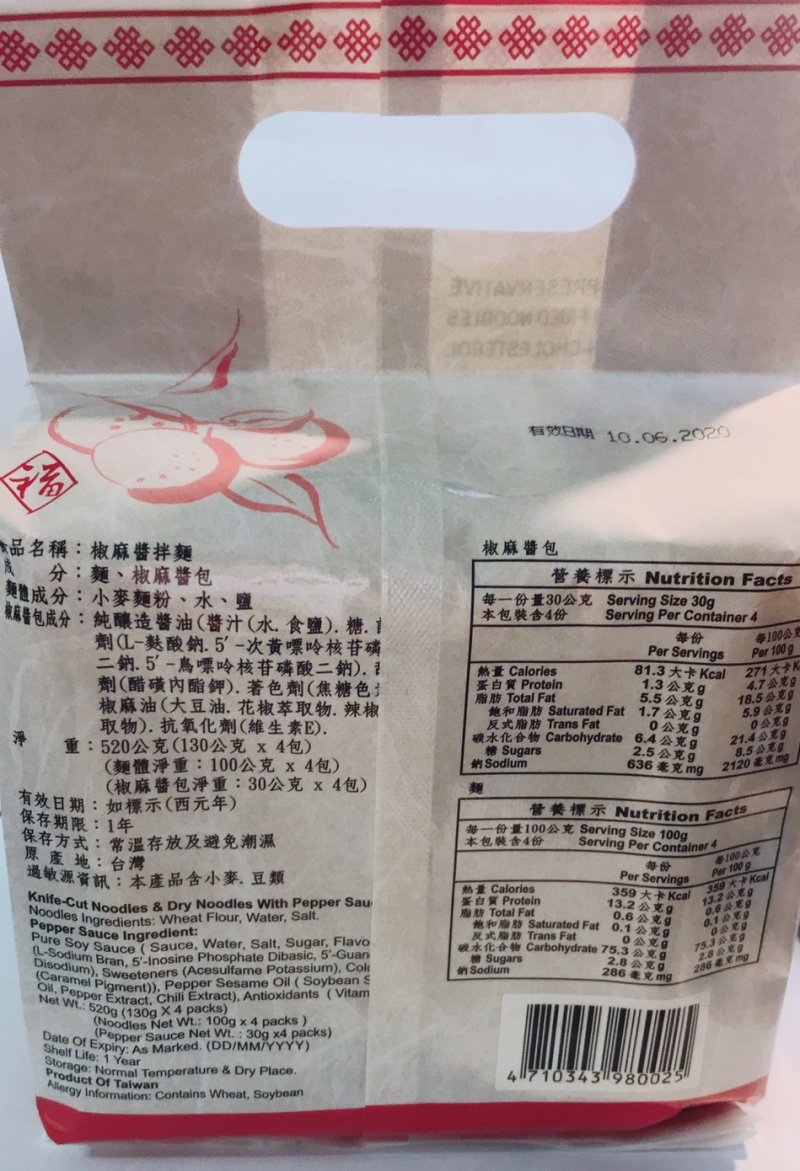 PRESERVATIVE
FRIED NOODLES
CHOLESTEROL
有效日期 10.06.2020
福
品名稱：椒麻醬拌麵
分：麵、椒麻醬包
麵體成分：小麥麵粉、水、鹽
椒麻醬包成分：純釀造醬油(醬汁(水.食鹽).糖.
劑(L-麩酸鈉.5'-次黃嘌呤核苷磷
二鈉.5'-鳥嘌呤核苷磷酸二鈉).
劑(醋磺內酯鉀).著色劑(焦糖色
椒麻油(大豆油.花椒萃取物.辣椒
取物).抗氧化劑(維生素E).
淨 重：520公克(130公克 x 4包)
(麵體淨重：100公克 x 4包)
(椒麻醬包淨重：30公克 x 4包)
有效日期：如標示(西元年)
保存期限：1年
保存方式：常溫存放及避免潮濕
原 產 地：台灣
過敏源資訊：本產品含小麥.豆類
Knife-Cut Noodles & Dry Noodles With Pepper
Noodles Ingredients: Wheat Flour, Water, Salt.
Pepper Sauce Ingredient:
Pure Soy Sauce ( Sauce, Water, Salt, Sugar,
(L-Sodium Bran, 5'-Inosine Phosphate Dibasic,
Disodium), Sweeteners (Acesulfame Potassium),
(Caramel Pigment)), Pepper Sesame Oil ( Soybean
Oil, Pepper Extract, Chili Extract), Antioxidants (
Net Wt.: 520g (130g X 4 packs)
(Noodles Net Wt.: 100g x 4 packs )
(Pepper Sauce Net Wt. : 30g x4 packs)
Date Of Expiry: As Marked. (DD/MM/YYYY)
Shelf Life: 1 Year
Storage: Normal Temperature & Dry Place.
Product Of Taiwan
Allergy Information: Contains Wheat, Soybean
椒麻醬包
營養標示 Nutrition Facts
每一份量30公克 Serving Size 30g
本包裝含4份 Serving Per Container 4
每份 每100公克
Per Servings Per 100 g
熱量 Calories 81.3 大卡 Kcal 271 大卡
蛋白質 Protein 1.3 公克 g 4.7 公克 g
脂肪 Total Fat 5.5 公克 g 18.5 公克 g
飽和脂肪 Saturated Fat 1.7 公克 g 5.9 公克 g
反式脂肪 Trans Fat 0 公克 g 0 公克 g
碳水化合物 Carbohydrate 6.4 公克 g 21.4 公克 g
糖 Sugars 2.5 公克 g 8.5 公克 g
鈉 Sodium 636 毫克 mg 2120 毫克 mg
麵
營養標示 Nutrition Facts
每一份量100公克 Serving Size 100g
本包裝含4份 Serving Per Container 4
每份 每100公克
Per Servings Per 100 g
熱量 Calories 359 大卡 Kcal 359 大卡 Kcal
蛋白質 Protein 13.2 公克 g 13.2 公克 g
脂肪 Total Fat 0.6 公克 g 0.6 公克 g
飽和脂肪 Saturated Fat 0.1 公克 g 0.1 公克 g
反式脂肪 Trans Fat 0 公克 g 0 公克 g
碳水化合物 Carbohydrate 75.3 公克 g 75.3 公克 g
糖 Sugars 2.8 公克 g 2.8 公克 g
鈉 Sodium 286 毫克 mg 286 毫克 mg
4 710343 980025